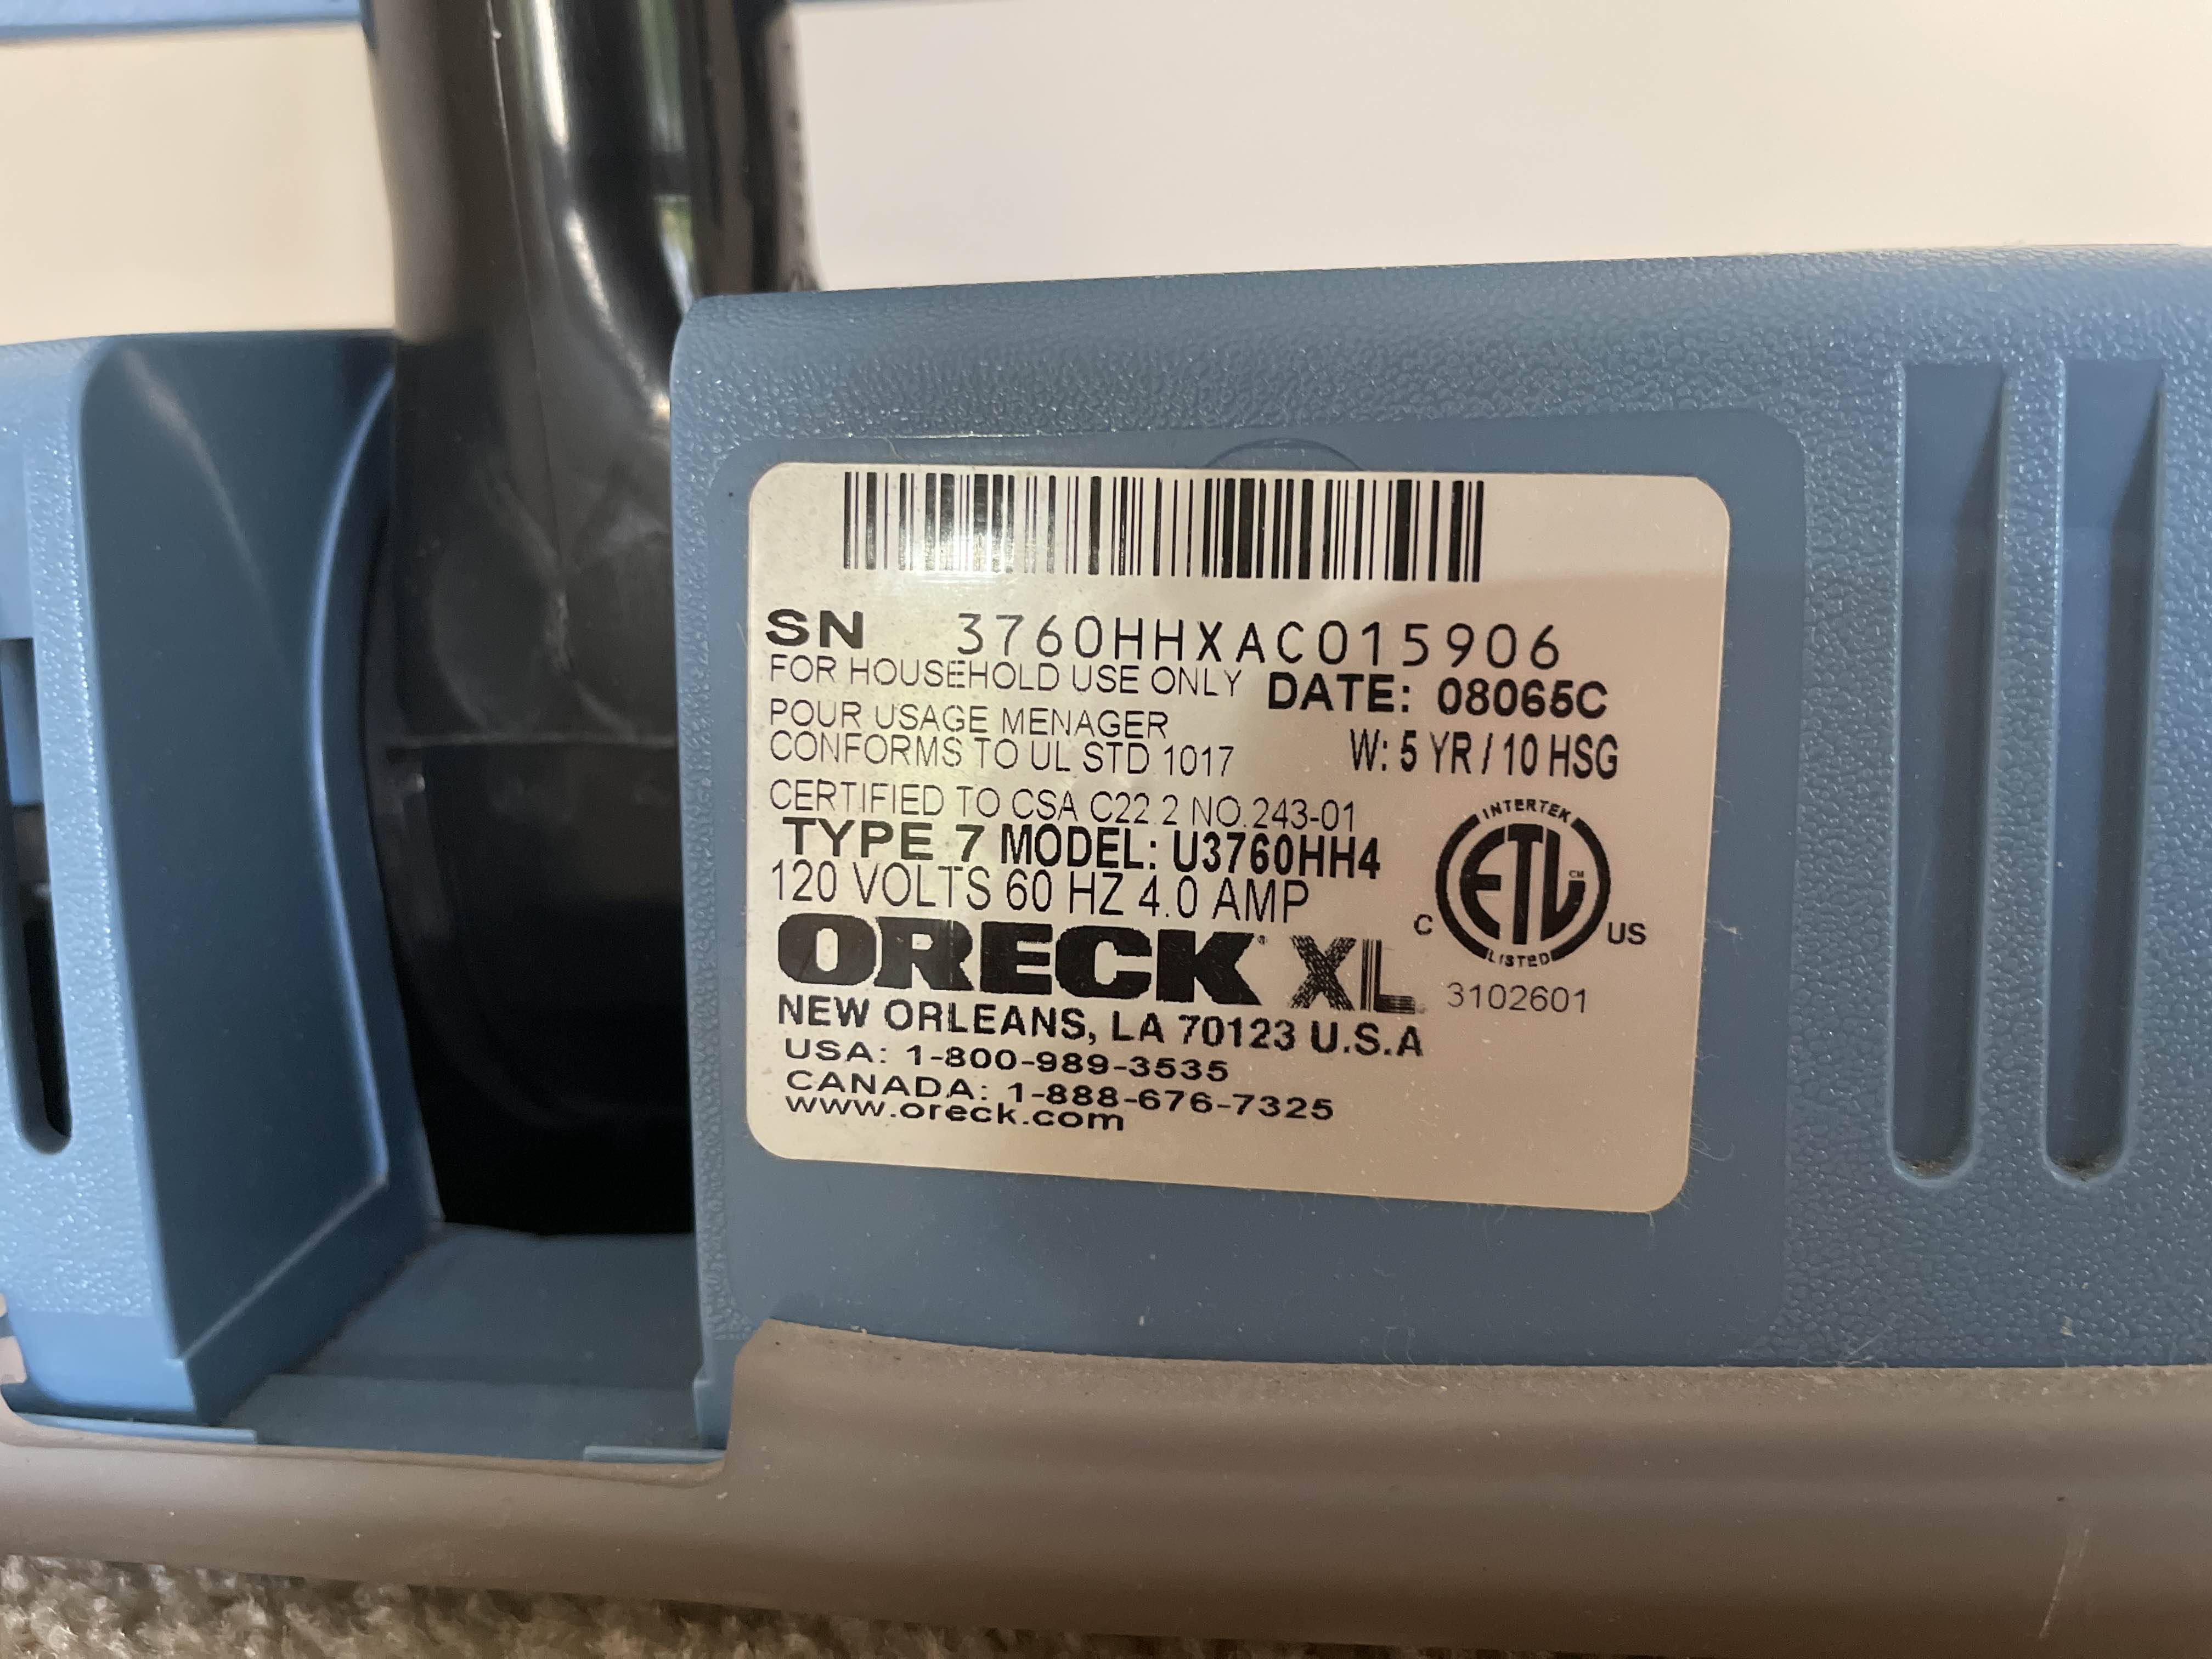 SN 3760HHXAC015906
FOR HOUSEHOLD USE ONLY DATE: 08065C
POUR USAGE MENAGER
CONFORMS TO UL STD 1017 W: 5 YR / 10 HSG
CERTIFIED TO CSA C22.2 NO.243-01
TYPE 7 MODEL: U3760HH4
120 VOLTS 60 HZ 4.0 AMP
INTERTEK
ETL CM
C US
LISTED
3102601
ORECK® XL
NEW ORLEANS, LA 70123 U.S.A
USA: 1-800-989-3535
CANADA: 1-888-676-7325
www.oreck.com